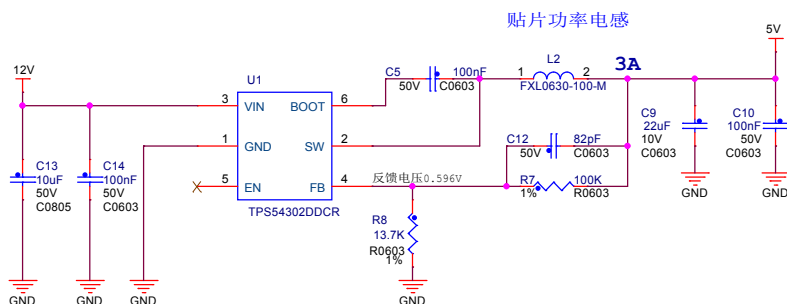 贴片功率电感
5V
12V
U1
C5
100nF
50V
C0603
L2
1
2
FXL0630-100-M
3A
3
VIN
BOOT
6
1
GND
SW
2
5
EN
FB
4
TPS54302DDCR
反馈电压0.596V
C12
82pF
50V
C0603
R7
100K
1%
R0603
C9
22uF
10V
C0603
C10
100nF
50V
C0603
C13
10uF
50V
C0805
C14
100nF
50V
C0603
R8
13.7K
R0603
1%
GND
GND
GND
GND
GND
GND